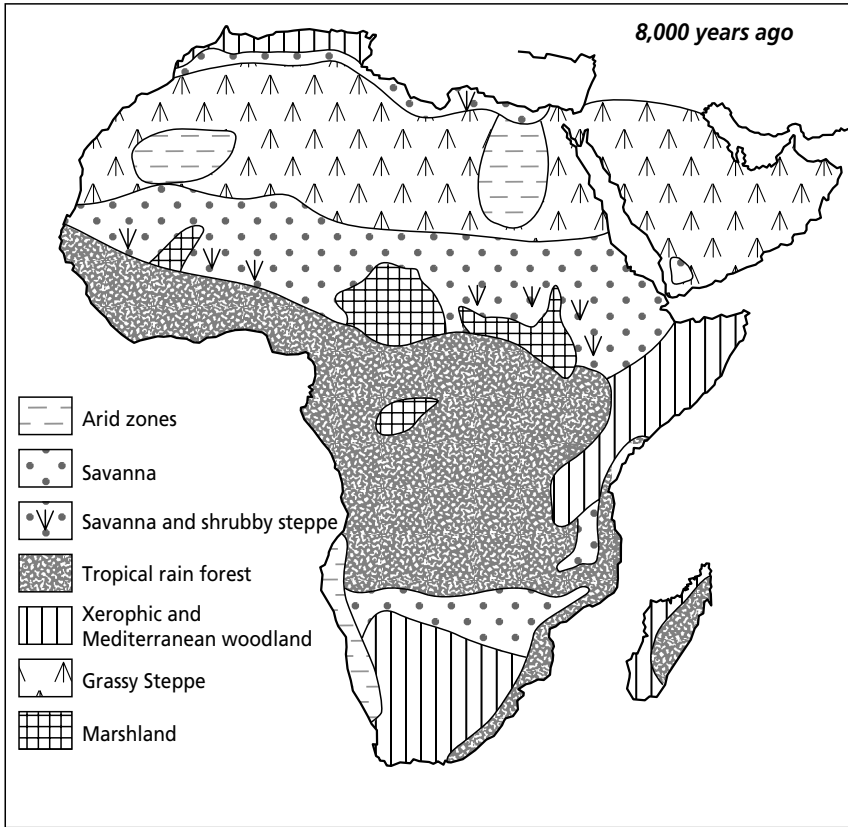 8,000 years ago
Arid zones
Savanna
Savanna and shrubby steppe
Tropical rain forest
Xerophic and
Mediterranean woodland
Grassy Steppe
Marshland